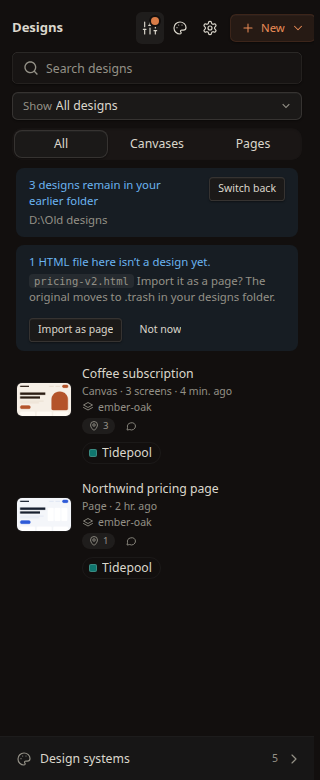 Designs
New
Search designs
Show All designs
All
Canvases
Pages
3 designs remain in your
earlier folder
Switch back
D:\Old designs
1 HTML file here isn't a design yet.
pricing-v2.html Import it as a page? The
original moves to .trash in your designs folder.
Import as page
Not now
Coffee subscription
Canvas · 3 screens · 4 min. ago
ember-oak
3
Tidepool
Northwind pricing page
Page · 2 hr. ago
ember-oak
1
Tidepool
Design systems
5